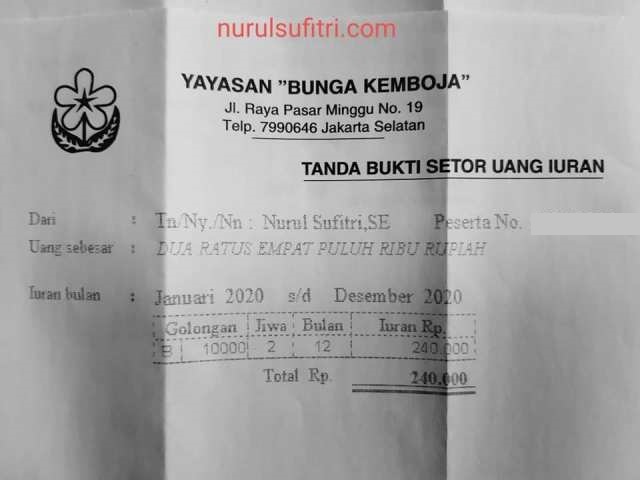 nurulsufitri.com
YAYASAN "BUNGA KEMBOJA"
Jl. Raya Pasar Minggu No. 19
Telp. 7990646 Jakarta Selatan
TANDA BUKTI SETOR UANG IURAN
Dari : Tn/Ny./Nn : Nurul Sufitri,SE Peserta No.
Uang sebesar : DUA RATUS EMPAT PULUH RIBU RUPIAH
Iuran bulan : Januari 2020 s/d Desember 2020
Golongan Jiwa Bulan Iuran Rp.
B 10000 2 12 240.000
Total Rp. 240.000